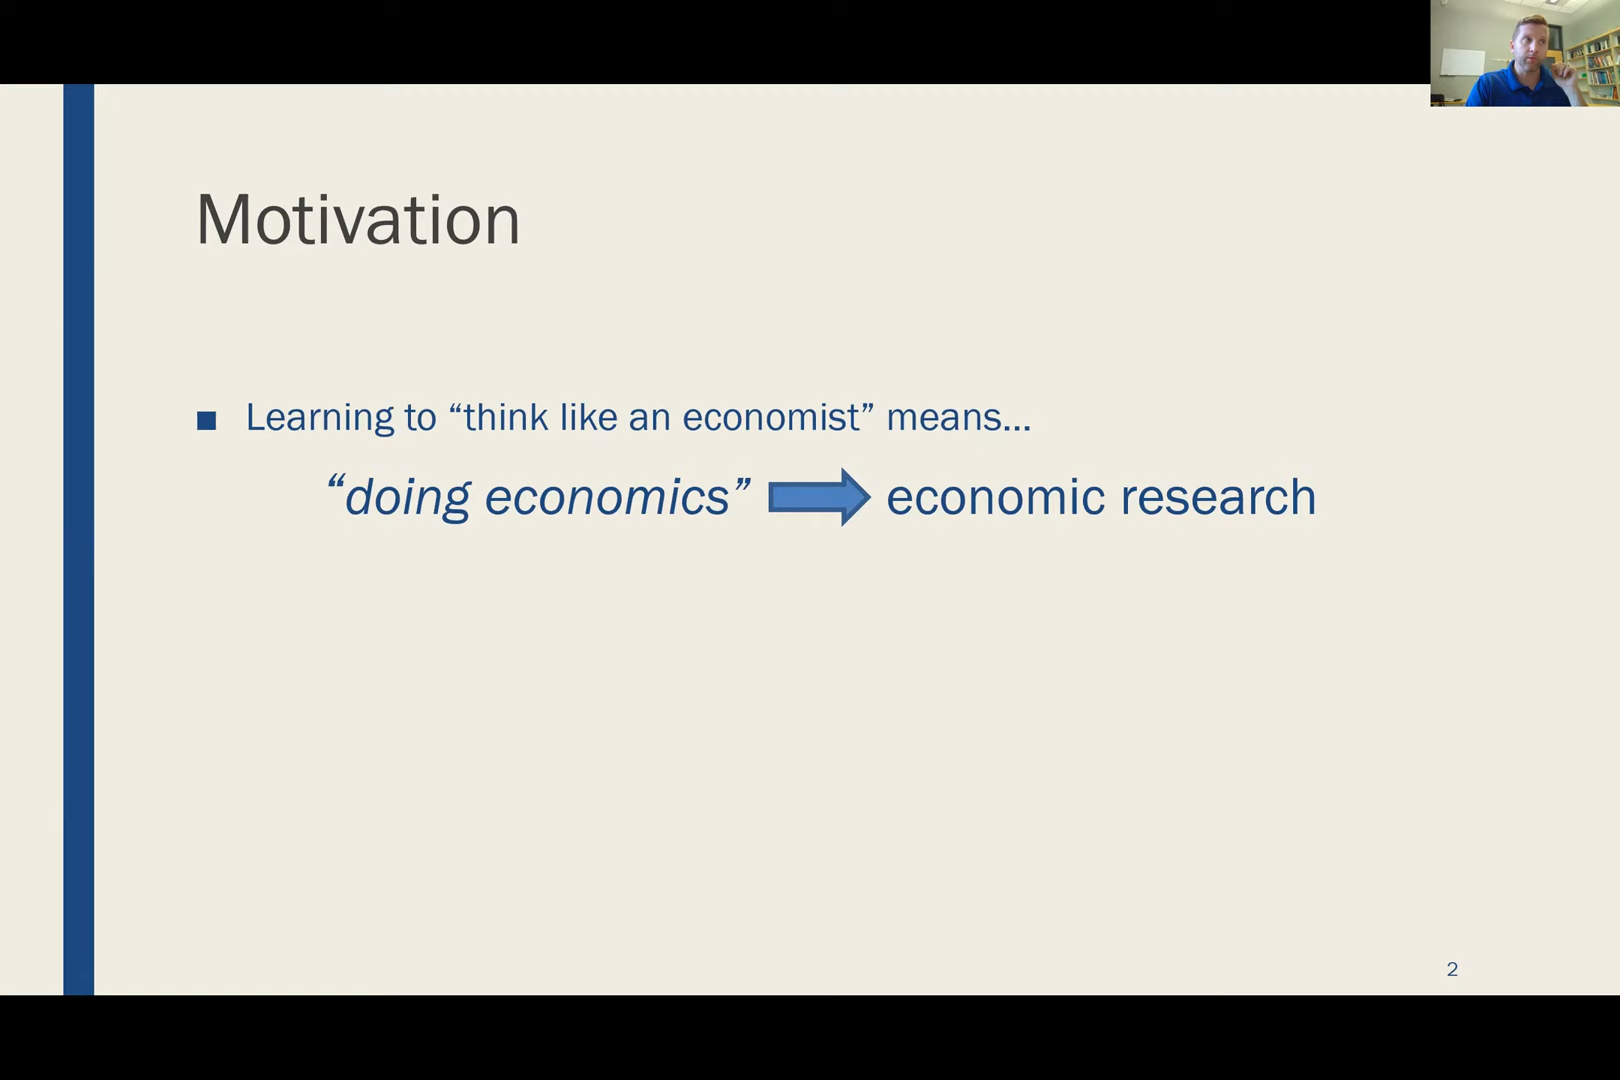 Motivation
■ Learning to “think like an economist” means...
“doing economics” economic research
2